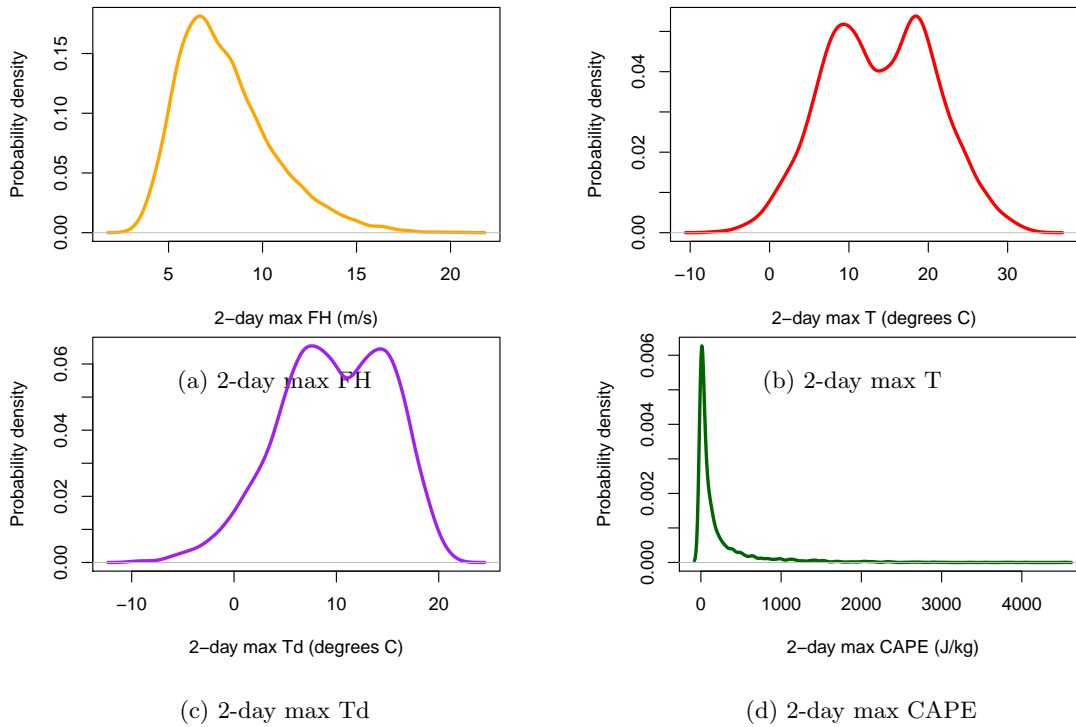 Probability density
0.00 0.05 0.10 0.15
5 10 15 20
2−day max FH (m/s)
(a) 2-day max FH
Probability density
0.00 0.02 0.04
−10 0 10 20 30
2−day max T (degrees C)
(b) 2-day max T
Probability density
0.00 0.02 0.04 0.06
−10 0 10 20
2−day max Td (degrees C)
(c) 2-day max Td
Probability density
0.000 0.002 0.004 0.006
0 1000 2000 3000 4000
2−day max CAPE (J/kg)
(d) 2-day max CAPE